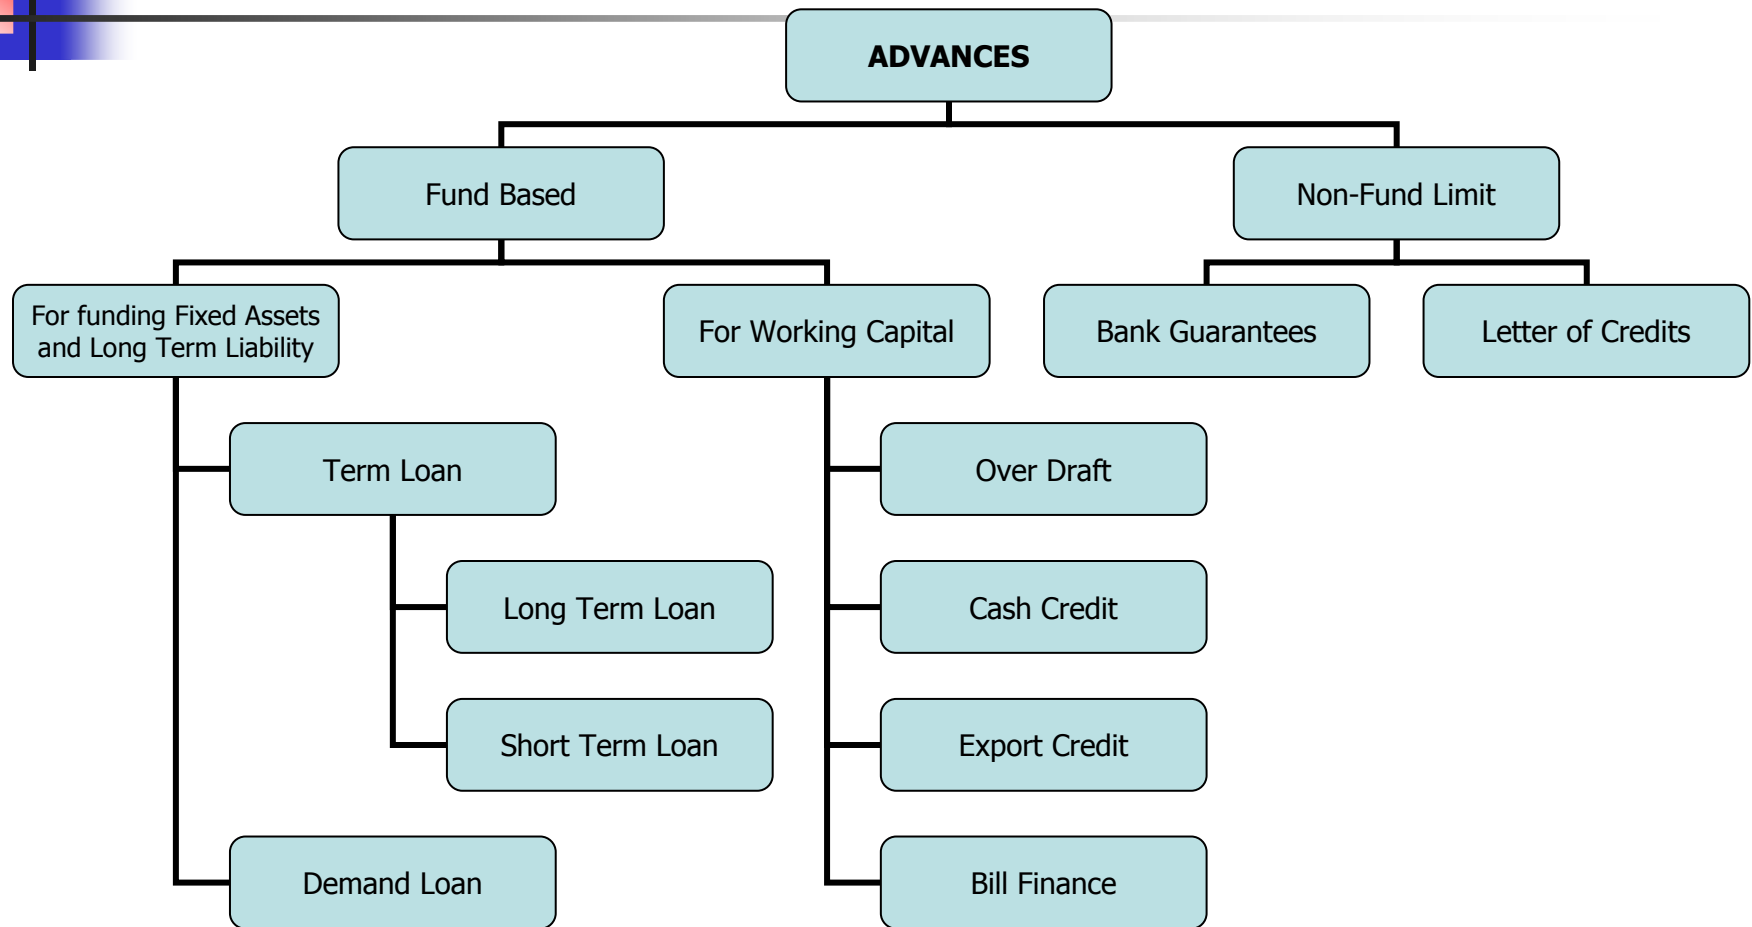 ADVANCES
Fund Based
Non-Fund Limit
For funding Fixed Assets
and Long Term Liability
For Working Capital
Bank Guarantees
Letter of Credits
Term Loan
Over Draft
Long Term Loan
Cash Credit
Short Term Loan
Export Credit
Demand Loan
Bill Finance